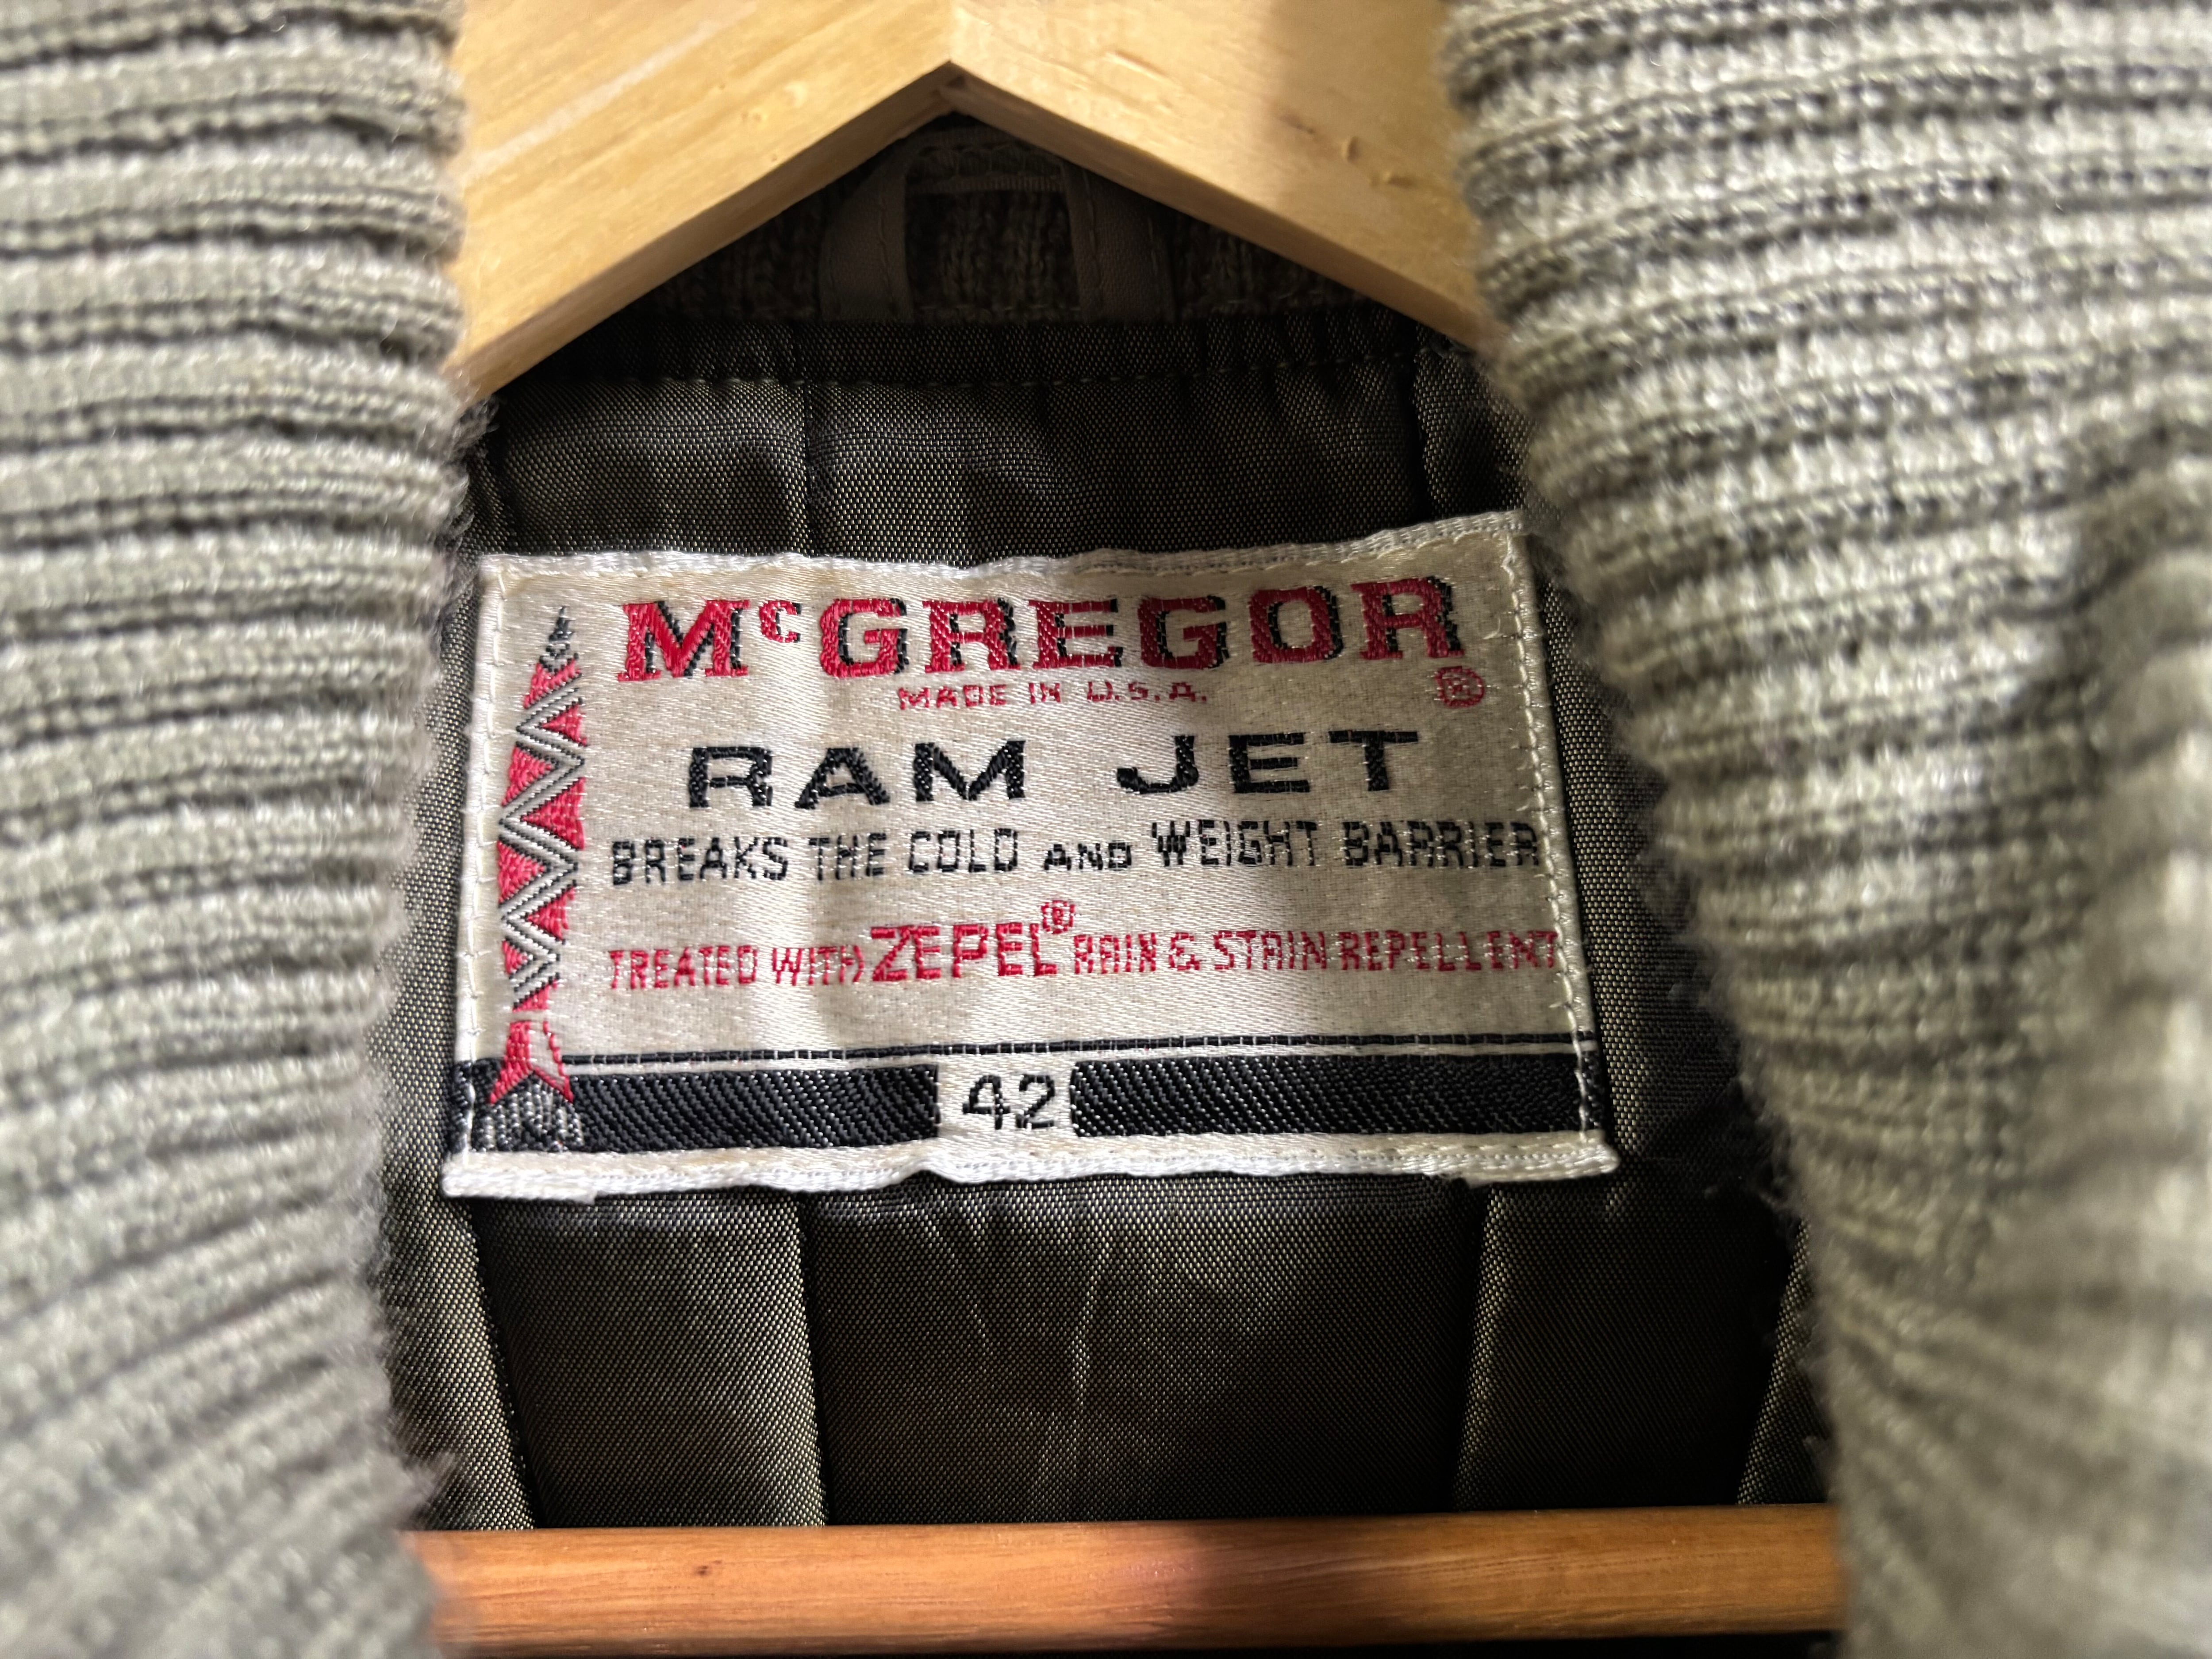 McGREGOR
MADE IN U.S.A. ®
RAM JET
BREAKS THE COLD AND WEIGHT BARRIER
TREATED WITH ZEPEL® RAIN & STAIN REPELLENT
42